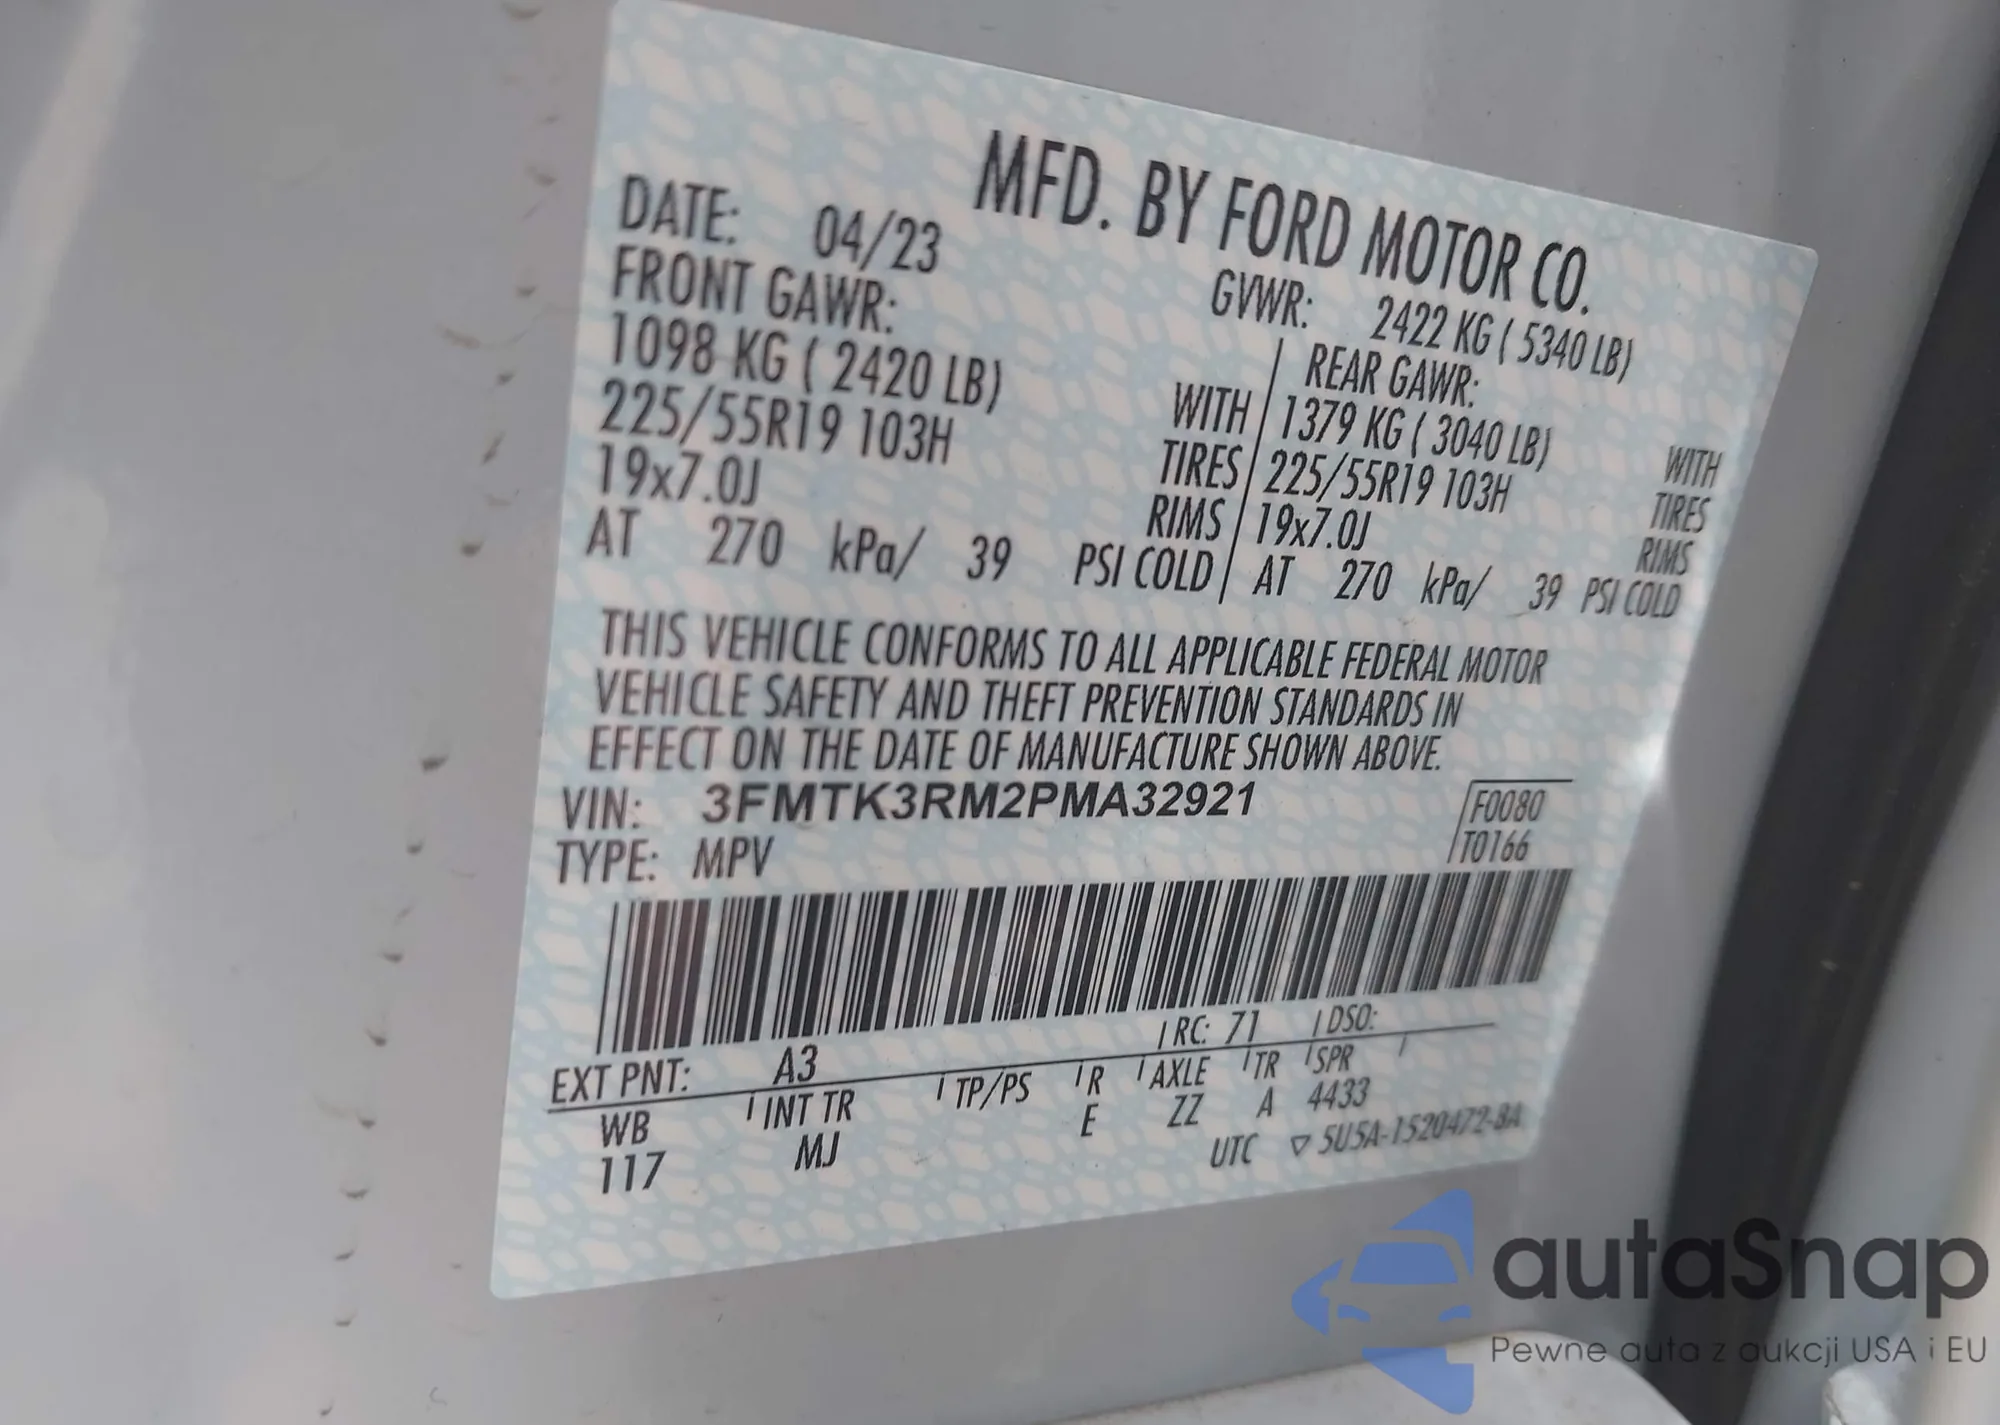 MFD. BY FORD MOTOR CO.
DATE: 04/23 GVWR: 2422 KG ( 5340 LB)
FRONT GAWR: REAR GAWR:
1098 KG ( 2420 LB) WITH 1379 KG ( 3040 LB) WITH
225/55R19 103H TIRES 225/55R19 103H TIRES
19x7.0J RIMS 19x7.0J RIMS
AT 270 kPa/ 39 PSI COLD AT 270 kPa/ 39 PSI COLD
THIS VEHICLE CONFORMS TO ALL APPLICABLE FEDERAL MOTOR
VEHICLE SAFETY AND THEFT PREVENTION STANDARDS IN
EFFECT ON THE DATE OF MANUFACTURE SHOWN ABOVE.
VIN: 3FMTK3RM2PMA32921 F0080
TYPE: MPV T0166
EXT PNT: A3 RC: 71 DSO:
WB INT TR TP/PS R AXLE TR SPR
117 MJ E ZZ A 4433
UTC ▽ 5U5A-1520472-BA
autaSnap
Pewne auta z aukcji USA i EU